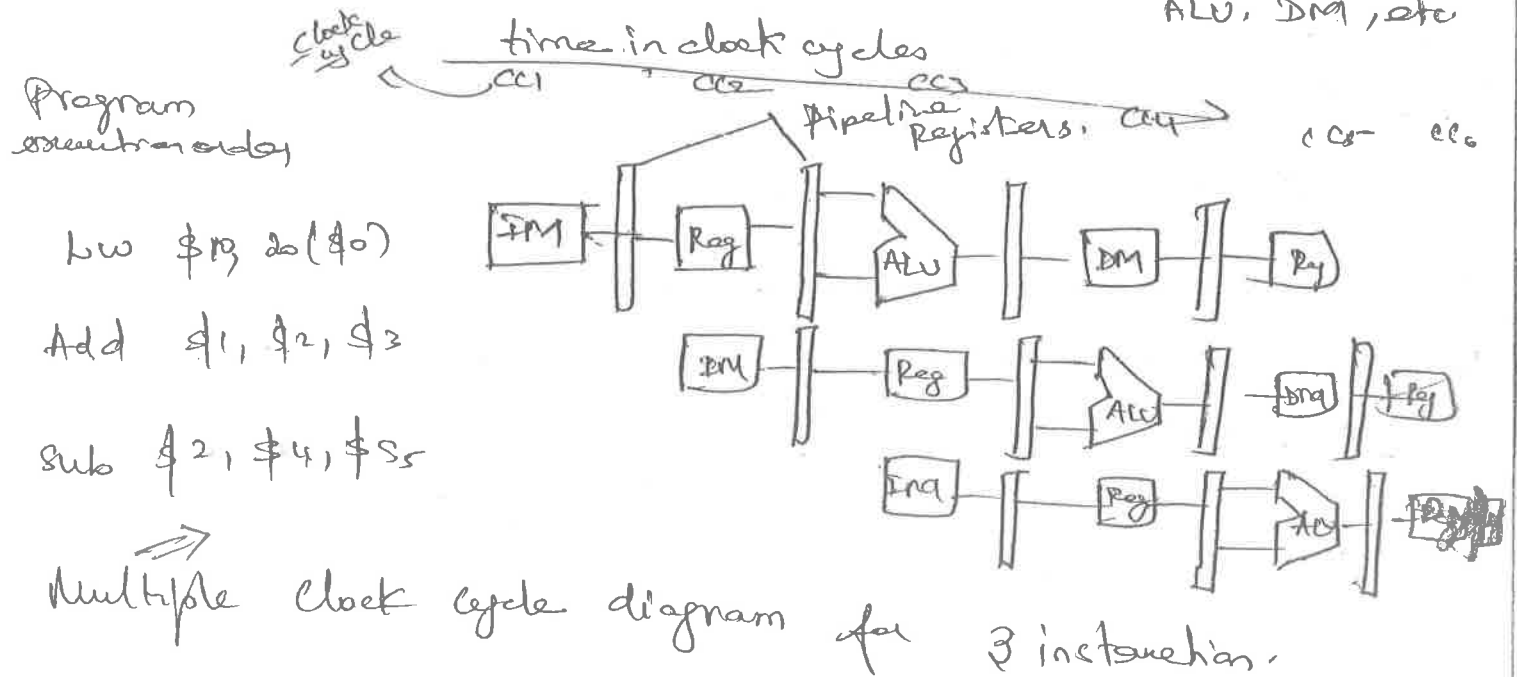 ALU, DM, etc
clock cycle
time in clock cycles
CC1 CC2 CC3 CC4 CC5 CC6
Program
execution order
Pipeline
Registers.
IM Reg ALU DM Reg
Lw $10, 20($0)
IM Reg ALU DM Reg
Add $1, $2, $3
IM Reg ALU
Sub $2, $4, $S5
Multiple Clock cycle diagram for 3 instruction.